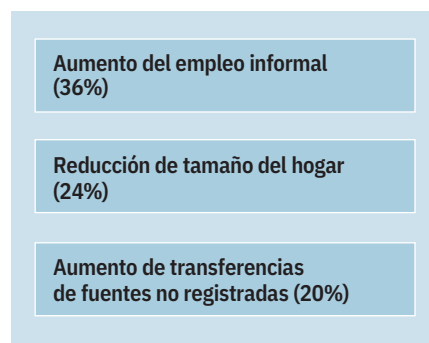 Aumento del empleo informal
(36%)
Reducción de tamaño del hogar
(24%)
Aumento de transferencias
de fuentes no registradas (20%)